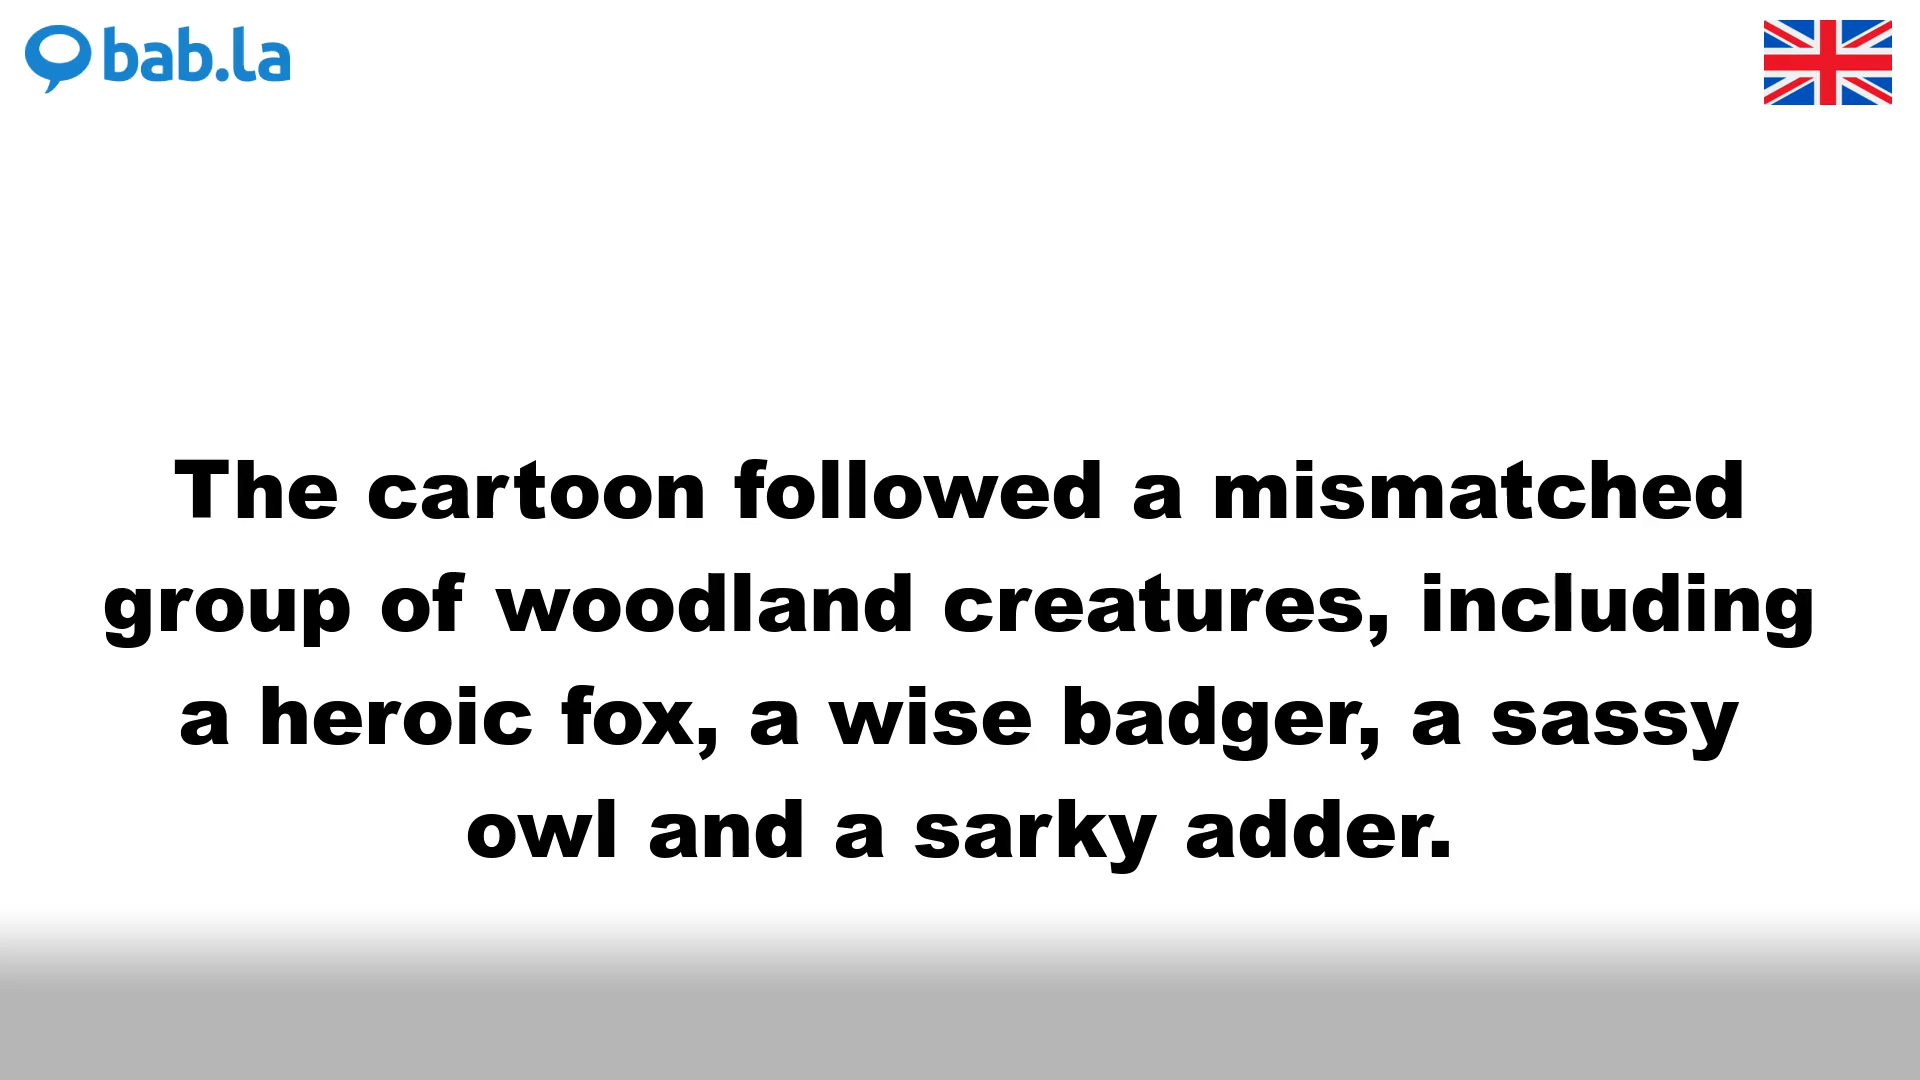 bab.la
The cartoon followed a mismatched
group of woodland creatures, including
a heroic fox, a wise badger, a sassy
owl and a sarky adder.